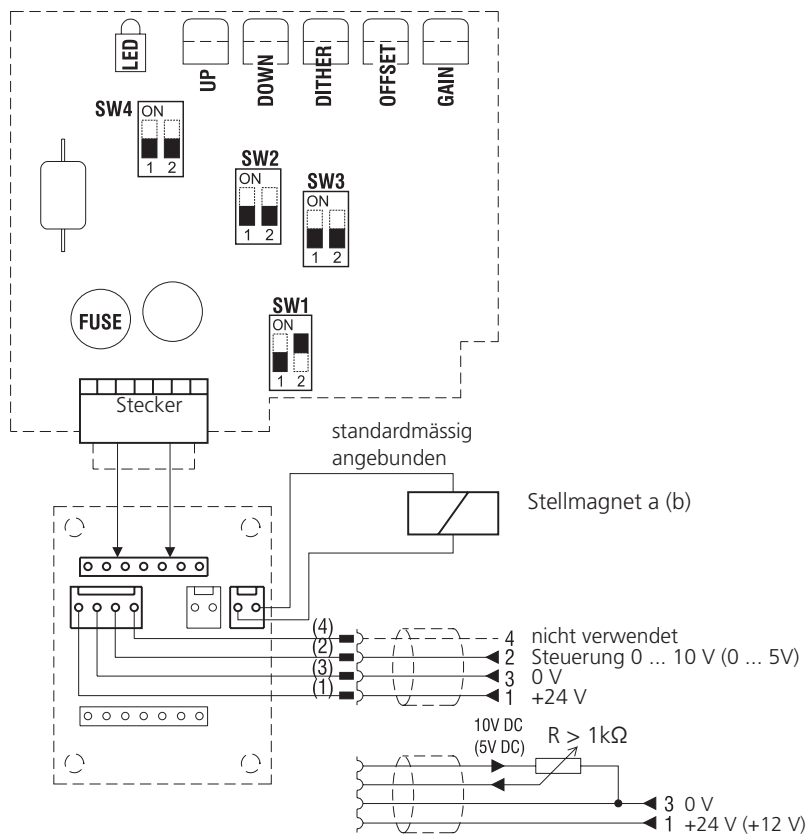 LED
UP
DOWN
DITHER
OFFSET
GAIN
SW4
ON
1 2
SW2
ON
1 2
SW3
ON
1 2
FUSE
SW1
ON
1 2
Stecker
standardmässig
angebunden
Stellmagnet a (b)
(4)
4 nicht verwendet
(2)
2 Steuerung 0 ... 10 V (0 ... 5V)
(3)
3 0 V
(1)
1 +24 V
10V DC
(5V DC)
R > 1kΩ
3 0 V
1 +24 V (+12 V)